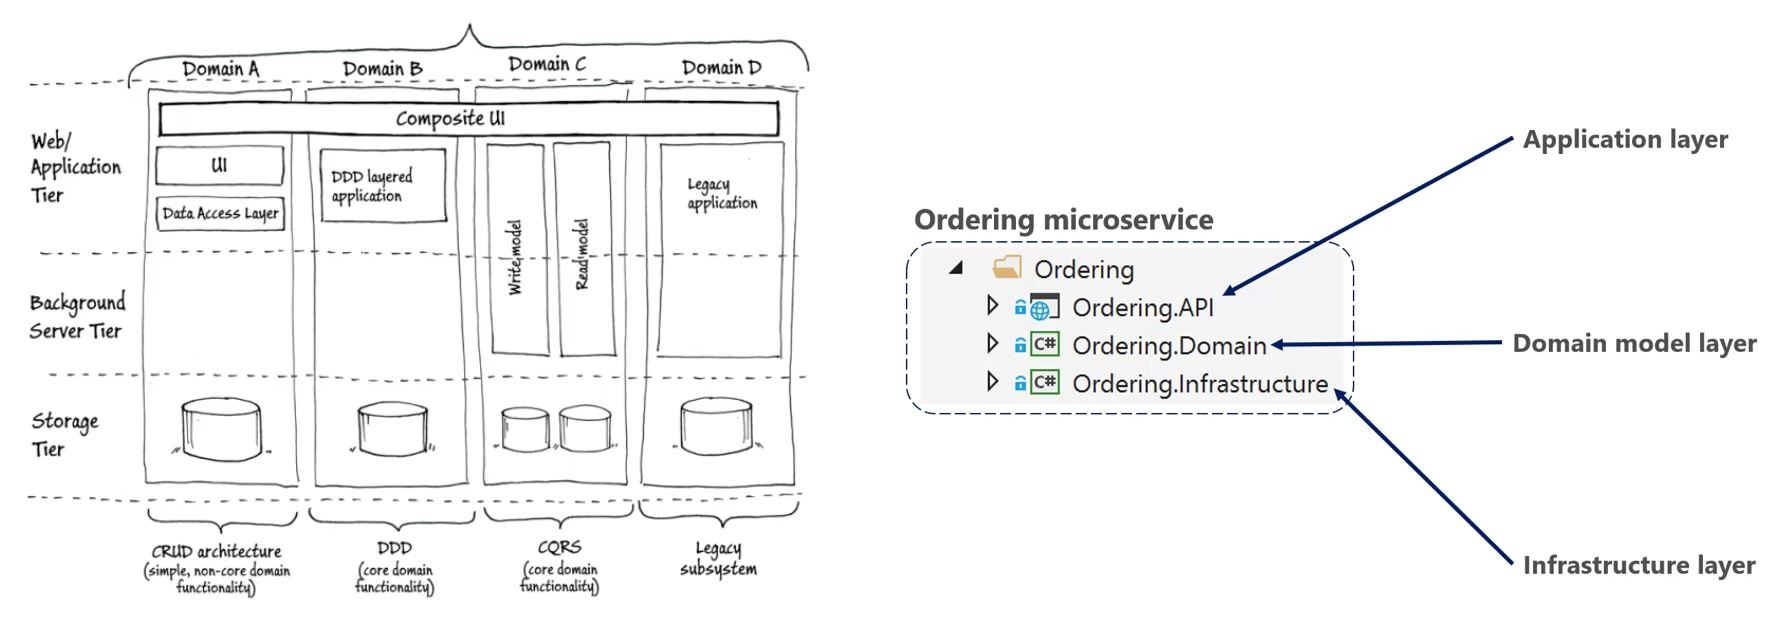 Domain A
Domain B
Domain C
Domain D
Web/
Application
Tier
Composite UI
UI
Data Access Layer
DDD layered
application
Write model
Read model
Legacy
application
Background
Server Tier
Storage
Tier
CRUD architecture
(simple, non-core domain
functionality)
DDD
(core domain
functionality)
CQRS
(core domain
functionality)
Legacy
subsystem
Ordering microservice
Ordering
Ordering.API
C# Ordering.Domain
C# Ordering.Infrastructure
Application layer
Domain model layer
Infrastructure layer